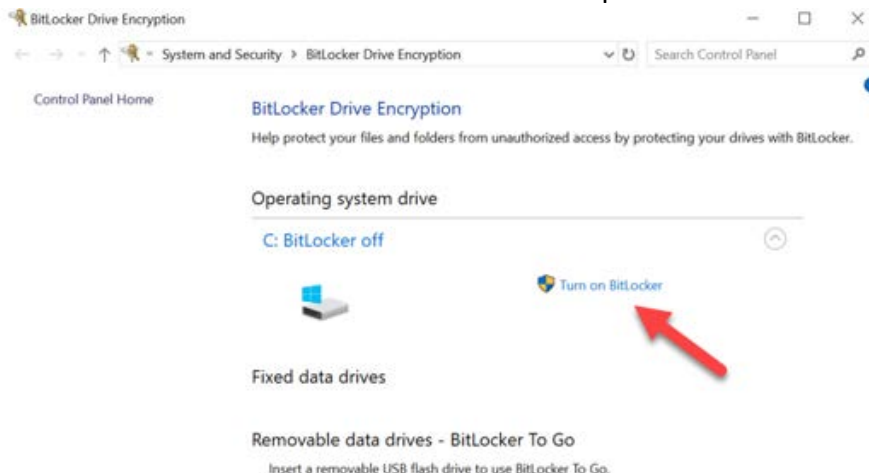 BitLocker Drive Encryption
System and Security > BitLocker Drive Encryption
Search Control Panel
Control Panel Home
BitLocker Drive Encryption
Help protect your files and folders from unauthorized access by protecting your drives with BitLocker.
Operating system drive
C: BitLocker off
Turn on BitLocker
Fixed data drives
Removable data drives - BitLocker To Go
Insert a removable USB flash drive to use BitLocker To Go.